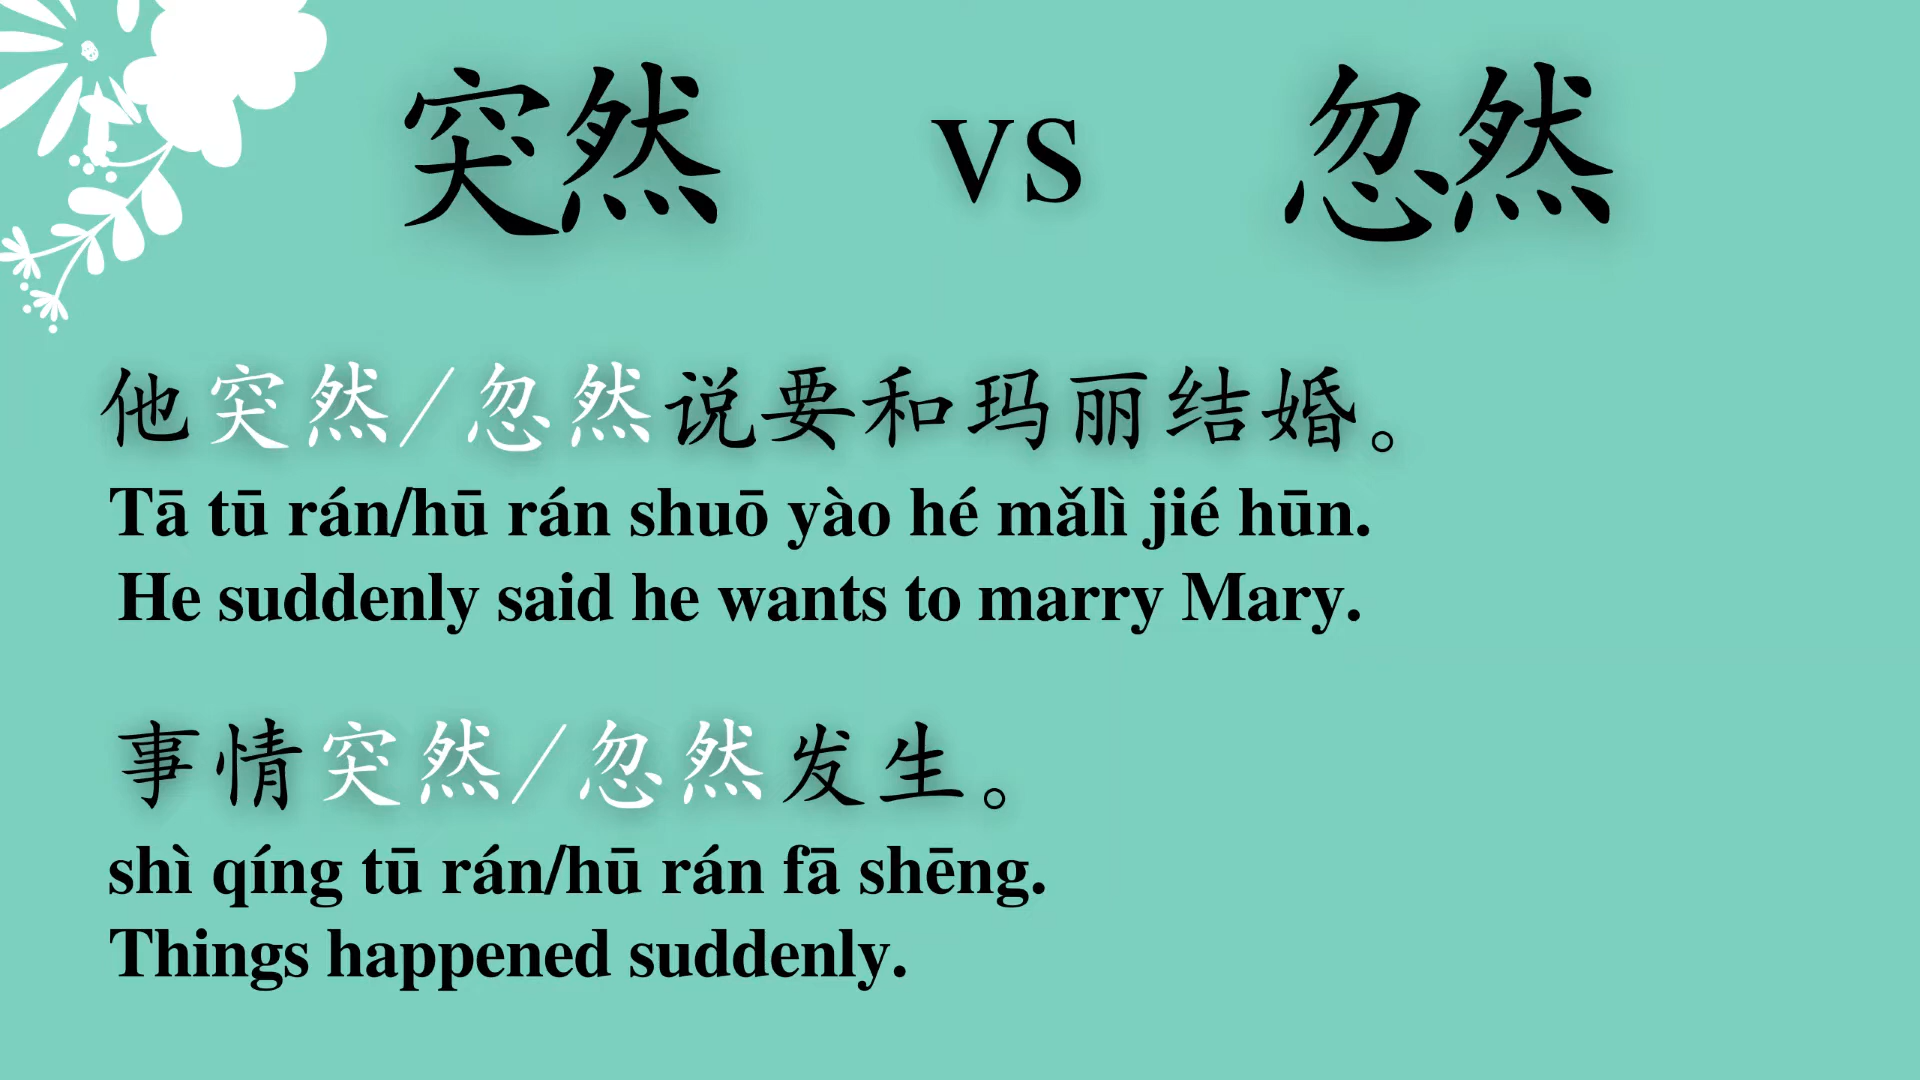 突然 vs 忽然
他突然/忽然说要和玛丽结婚。
Tā tū rán/hū rán shuō yào hé mǎlì jié hūn.
He suddenly said he wants to marry Mary.
事情突然/忽然发生。
shì qíng tū rán/hū rán fā shēng.
Things happened suddenly.